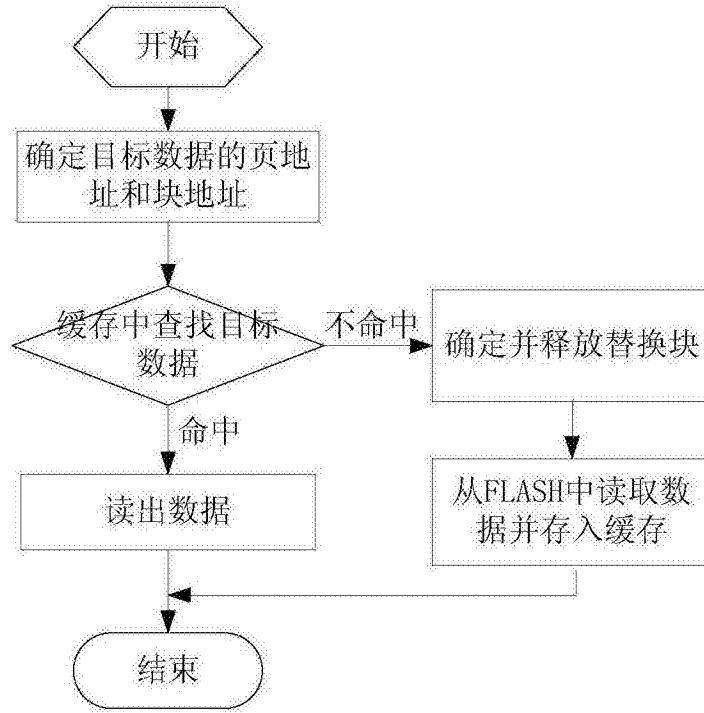 开始
确定目标数据的页地
址和块地址
缓存中查找目标
数据
不命中
确定并释放替换块
命中
读出数据
从FLASH中读取数
据并存入缓存
结束